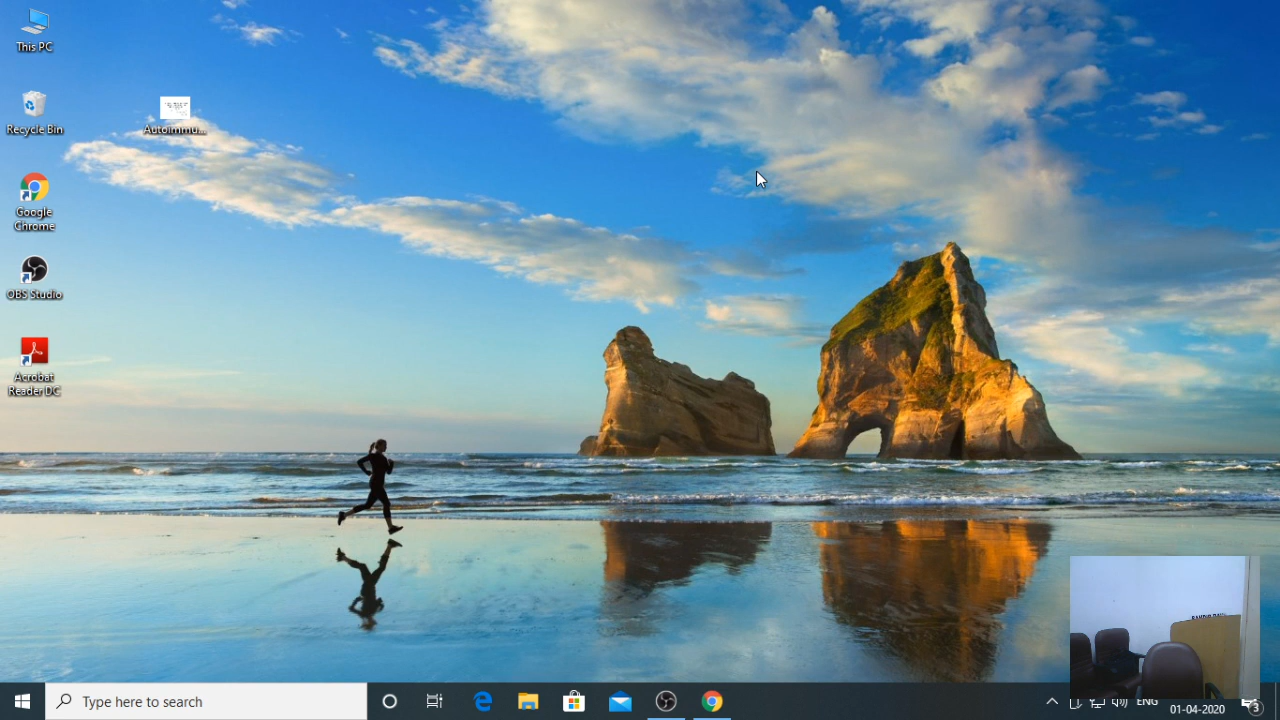 This PC
Recycle Bin
Autoimmu...
Google
Chrome
OBS Studio
Acrobat
Reader DC
Type here to search
ENG
01-04-2020
3